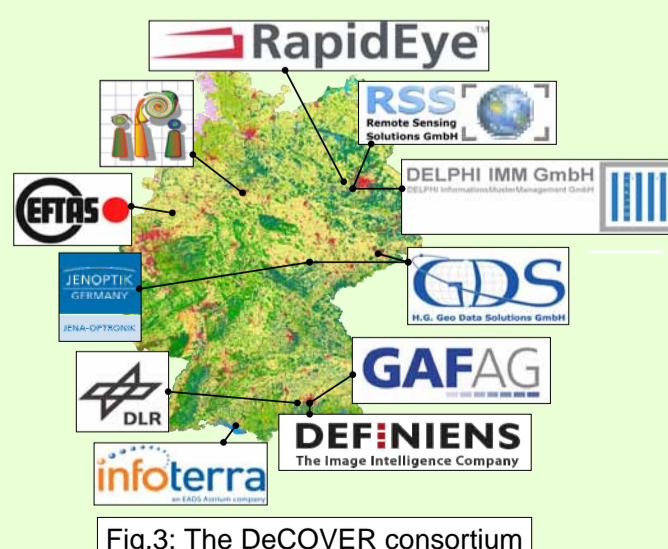 RapidEye™
RSS
Remote Sensing
Solutions GmbH
DELPHI IMM GmbH
DELPHI InformationsMusterManagement GmbH
EFTAS
JENOPTIK
GERMANY
JENA-OPTRONIK
GDS
H.G. Geo Data Solutions GmbH
GAFAG
DLR
DEFINIENS
The Image Intelligence Company
infoterra
an EADS Astrium company
Fig.3: The DeCOVER consortium